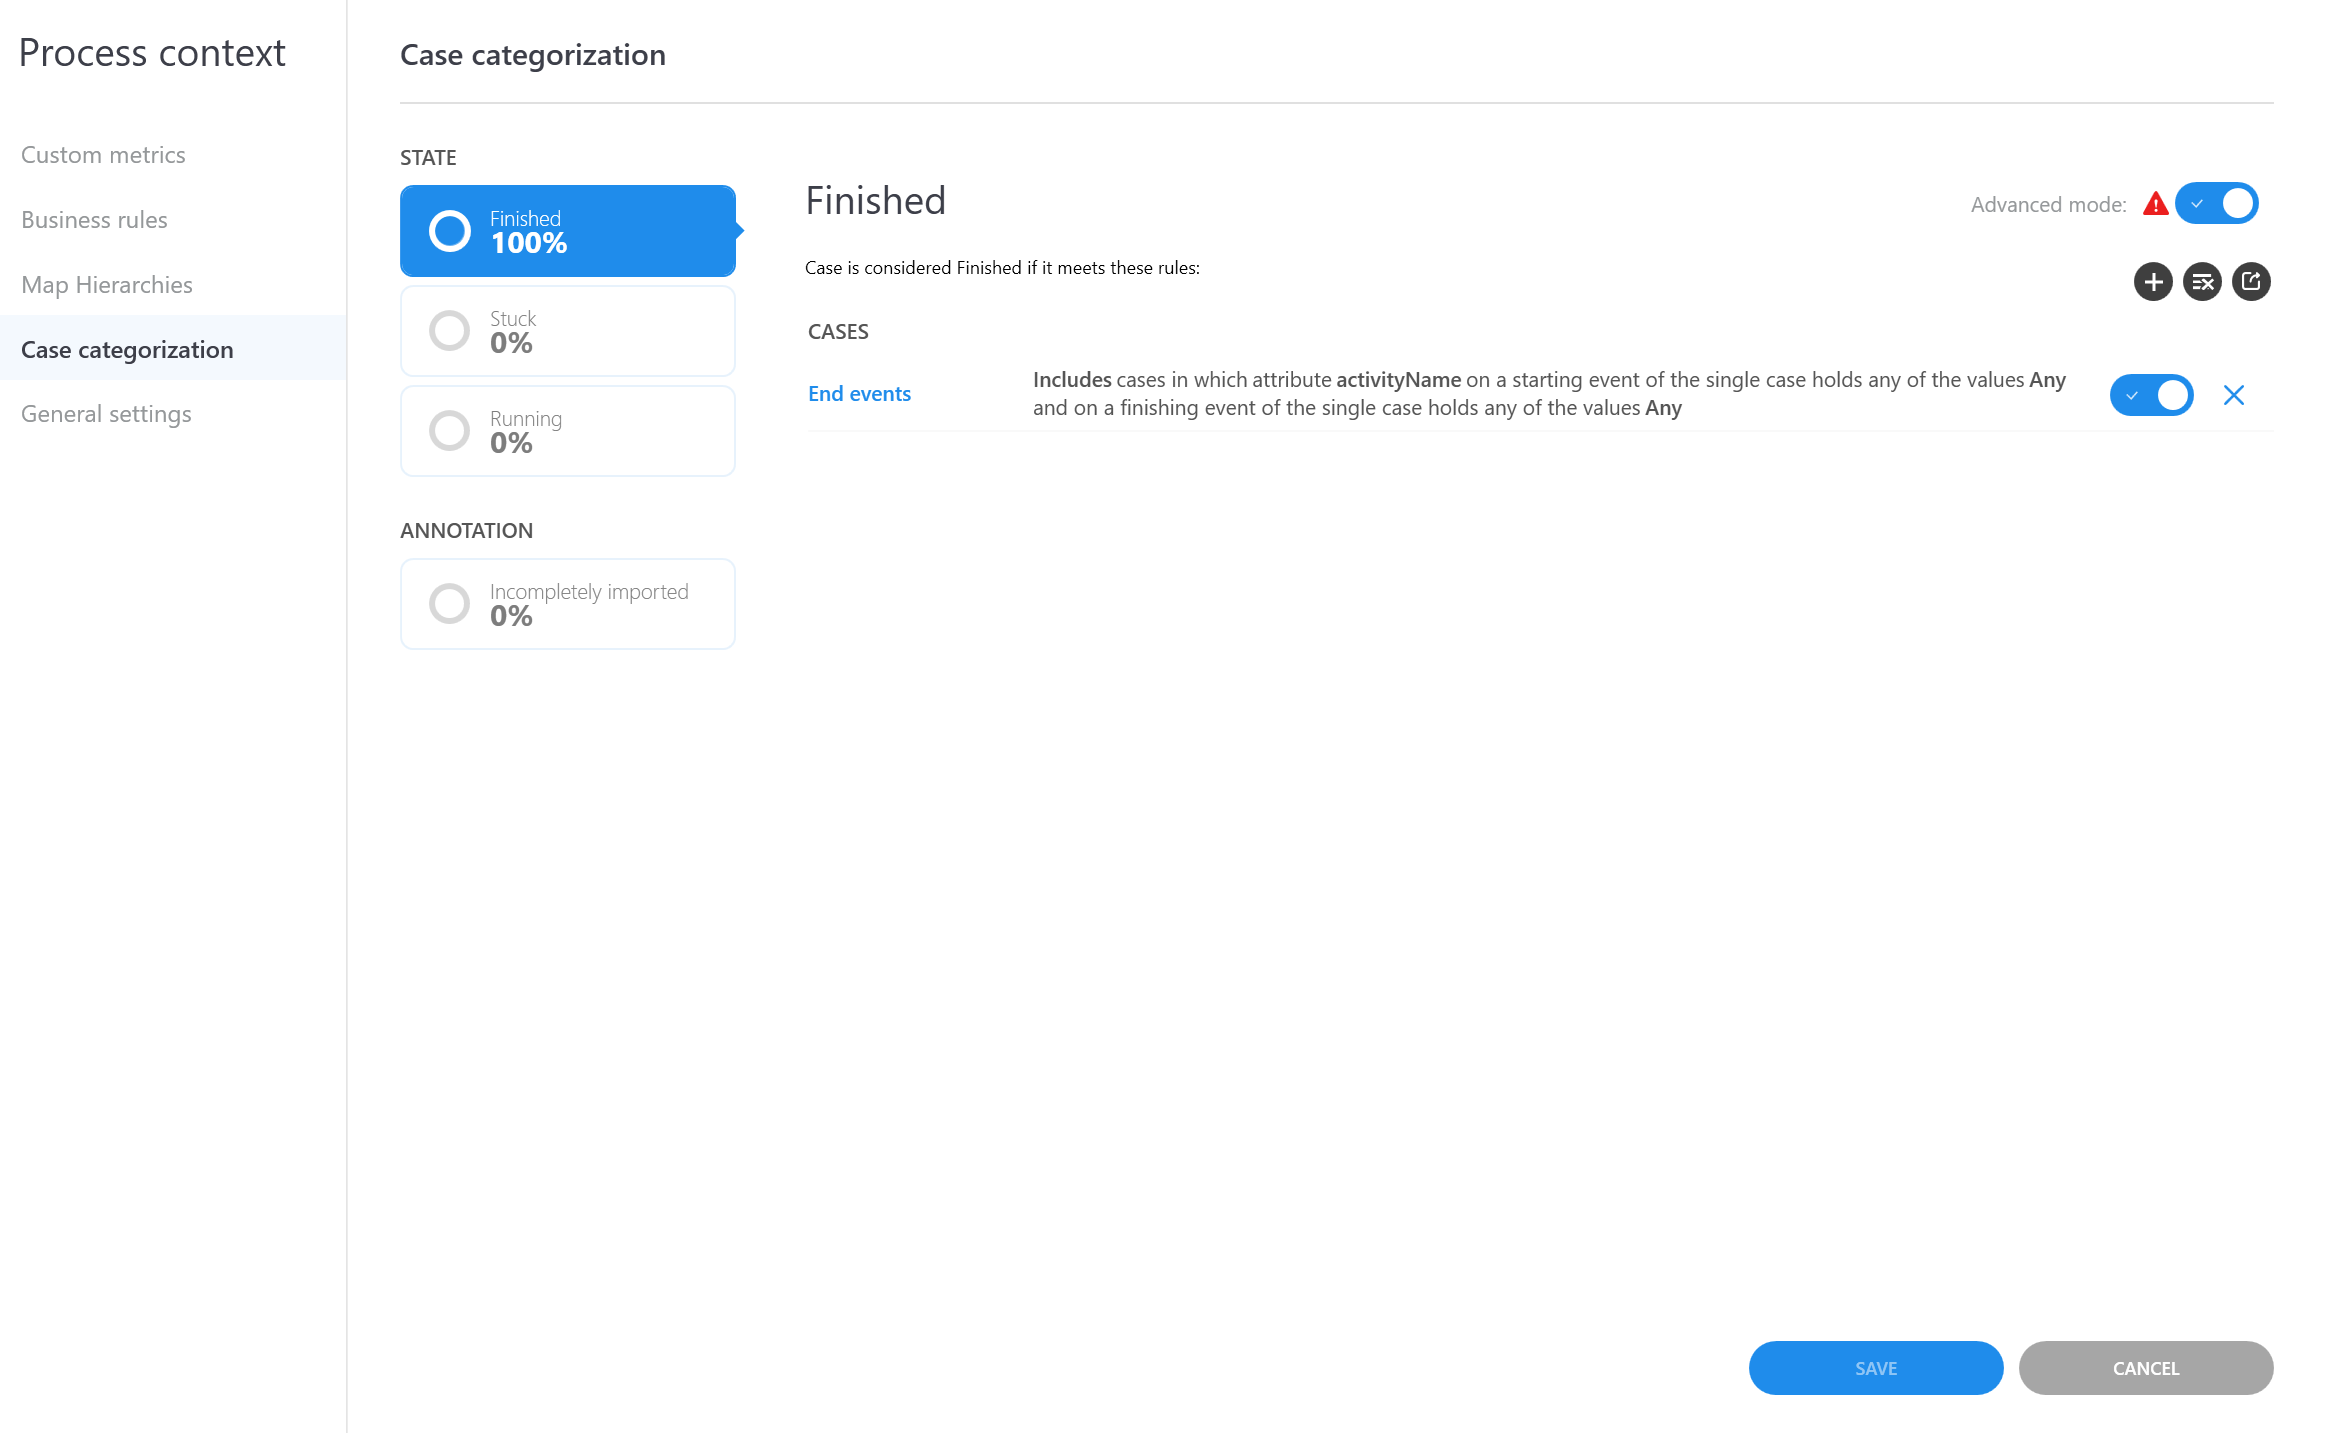 Process context
Custom metrics
Business rules
Map Hierarchies
Case categorization
General settings
Case categorization
STATE
Finished
100%
Stuck
0%
Running
0%
ANNOTATION
Incompletely imported
0%
Finished
Advanced mode:
Case is considered Finished if it meets these rules:
CASES
End events
Includes cases in which attribute activityName on a starting event of the single case holds any of the values Any
and on a finishing event of the single case holds any of the values Any
SAVE
CANCEL